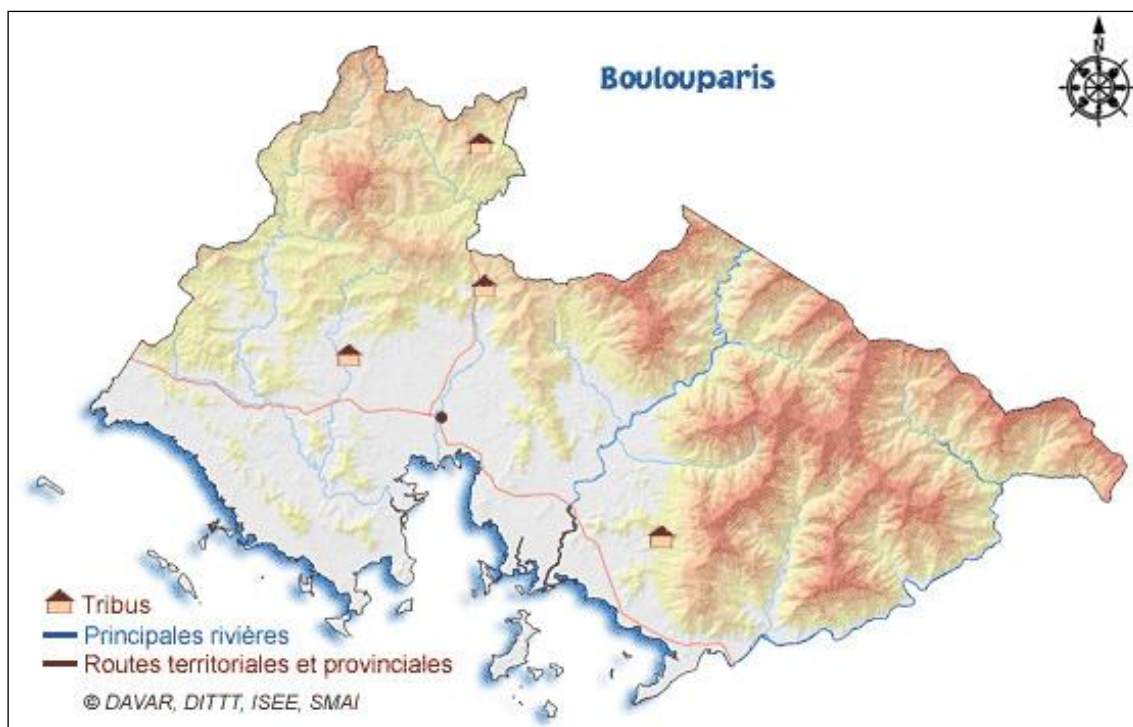 Boulouparis
N
Tribus
Principales rivières
Routes territoriales et provinciales
© DAVAR, DITTT, ISEE, SMAI